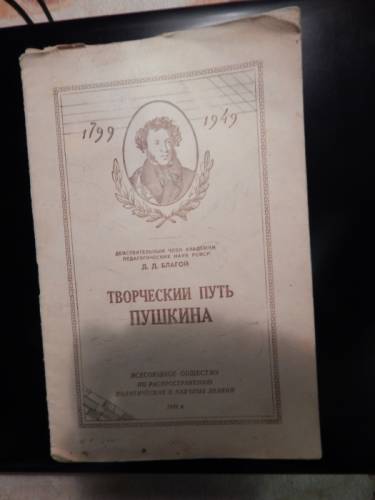 1799 1949
ДЕЙСТВИТЕЛЬНЫЙ ЧЛЕН АКАДЕМИИ
ПЕДАГОГИЧЕСКИХ НАУК РСФСР
Д. Д. БЛАГОЙ
ТВОРЧЕСКИЙ ПУТЬ
ПУШКИНА
ВСЕСОЮЗНОЕ ОБЩЕСТВО
ПО РАСПРОСТРАНЕНИЮ
ПОЛИТИЧЕСКИХ И НАУЧНЫХ ЗНАНИЙ